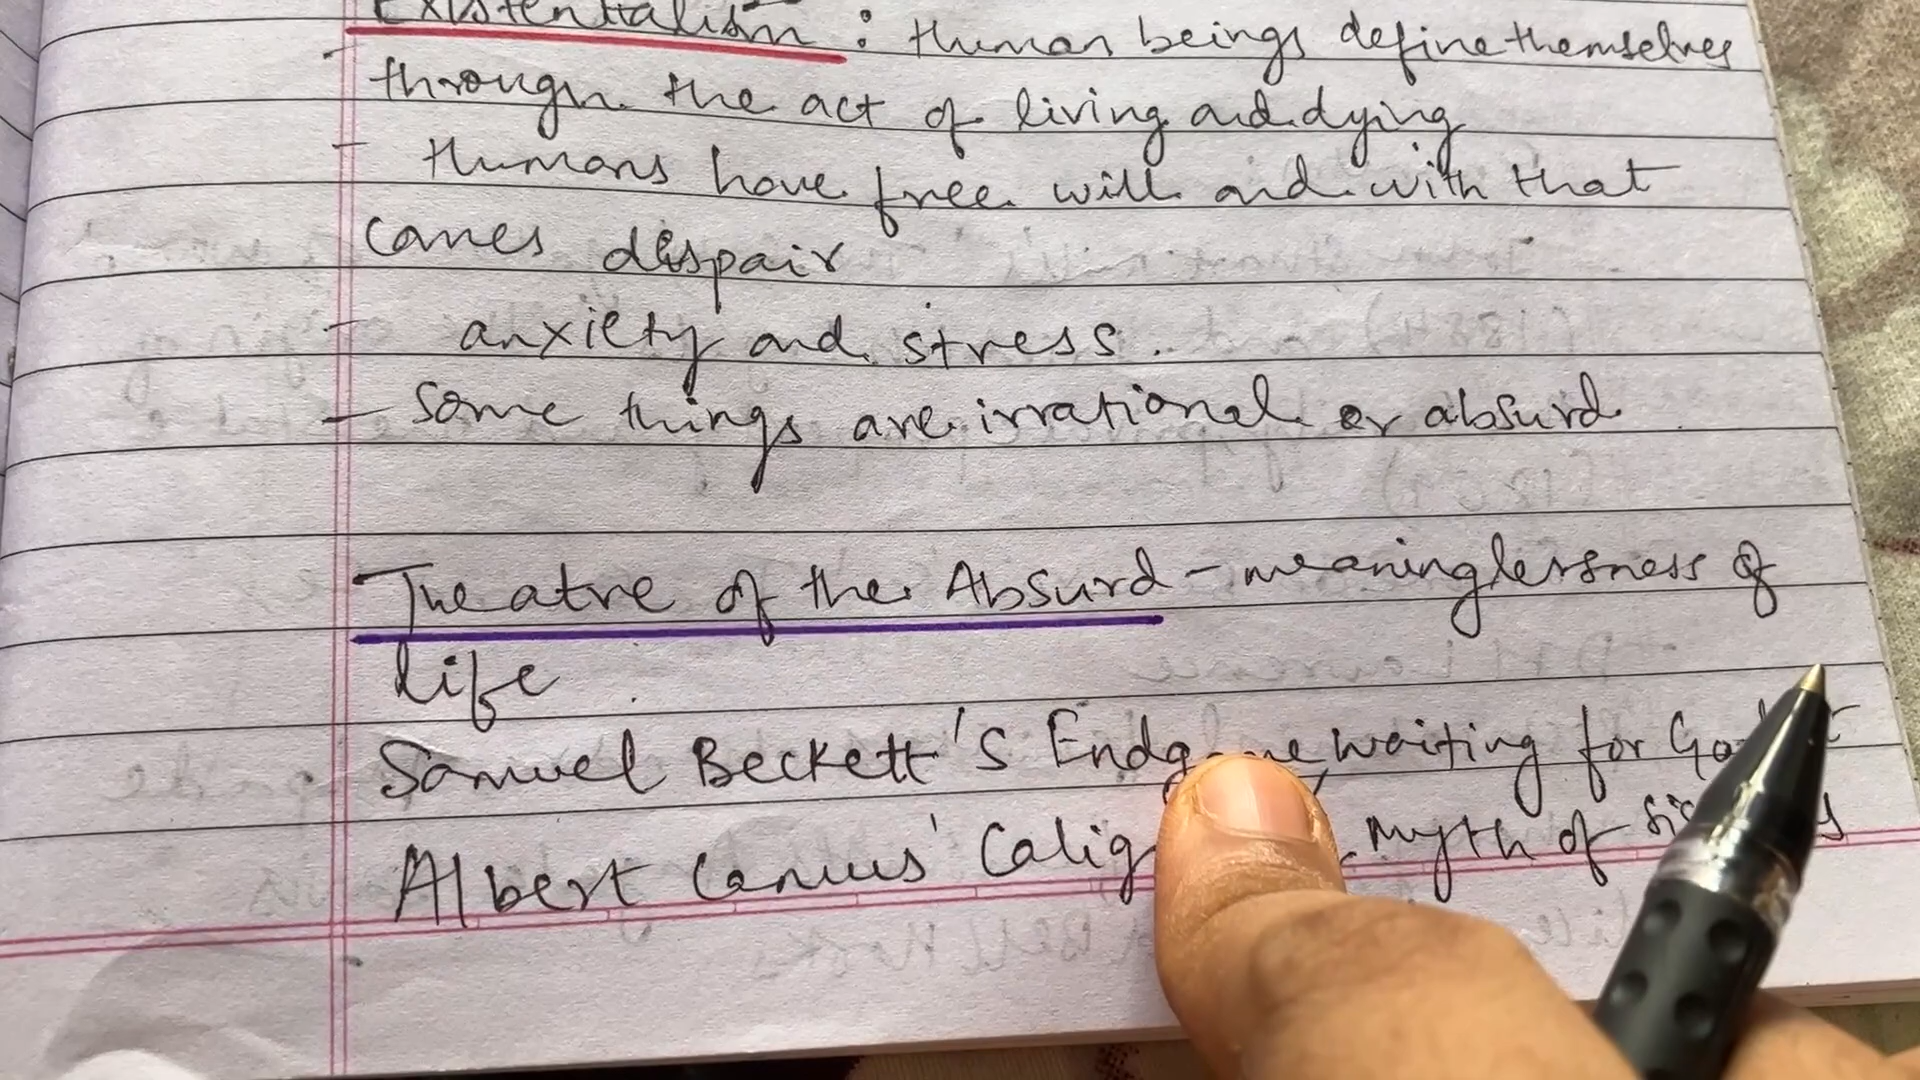 Existentialism : Human beings define themselves
- through the act of living and dying
- Humans have free will and with that
comes despair
- anxiety and stress.
- Some things are irrational or absurd
Theatre of the Absurd - meaninglessness of
life
Samuel Beckett's Endgame, waiting for Godot
Albert Camus' Myth of